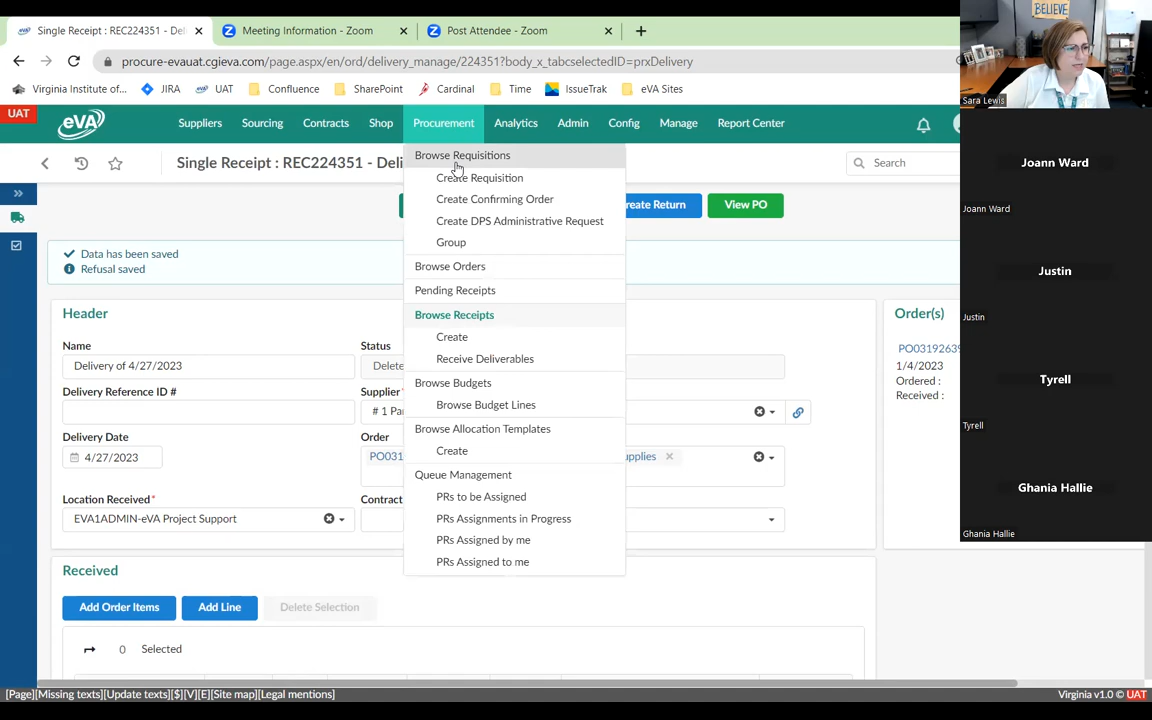 BELIEVE
Single Receipt : REC224351 - Del
Meeting Information - Zoom
Post Attendee - Zoom
procure-evauat.cgieva.com/page.aspx/en/ord/delivery_manage/224351?body_x_tabcselectedID=prxDelivery
Virginia Institute of...
JIRA
UAT
Confluence
SharePoint
Cardinal
Time
IssueTrak
eVA Sites
Sara Lewis
UAT
eVA
Suppliers
Sourcing
Contracts
Shop
Procurement
Analytics
Admin
Config
Manage
Report Center
Single Receipt : REC224351 - Deli
Search
Browse Requisitions
Create Requisition
Create Confirming Order
Create DPS Administrative Request
Group
Browse Orders
Pending Receipts
Browse Receipts
Create
Receive Deliverables
Browse Budgets
Browse Budget Lines
Browse Allocation Templates
Create
Queue Management
PRs to be Assigned
PRs Assignments in Progress
PRs Assigned by me
PRs Assigned to me
reate Return
View PO
Data has been saved
Refusal saved
Header
Name
Status
Delivery of 4/27/2023
Delete
Delivery Reference ID #
Supplier
# 1 Pa
Delivery Date
Order
4/27/2023
PO031
upplies
Location Received*
Contract
EVA1ADMIN-eVA Project Support
Order(s)
PO03192639
1/4/2023
Ordered :
Received :
Received
Add Order Items
Add Line
Delete Selection
0 Selected
Joann Ward
Joann Ward
Justin
Justin
Tyrell
Tyrell
Ghania Hallie
Ghania Hallie
[Page][Missing texts][Update texts][$][V][E][Site map][Legal mentions]
Virginia v1.0 © UAT